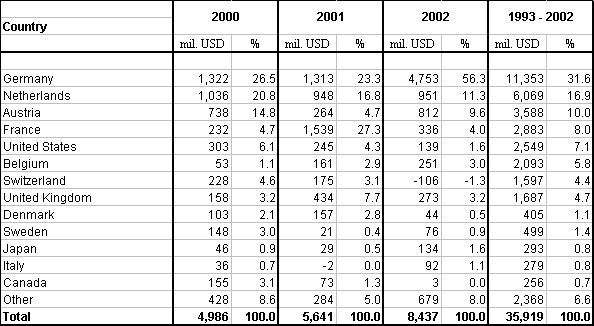 Country 2000 2001 2002 1993 - 2002
mil. USD % mil. USD % mil. USD % mil. USD %
Germany 1,322 26.5 1,313 23.3 4,753 56.3 11,353 31.6
Netherlands 1,036 20.8 948 16.8 951 11.3 6,069 16.9
Austria 738 14.8 264 4.7 812 9.6 3,588 10.0
France 232 4.7 1,539 27.3 336 4.0 2,883 8.0
United States 303 6.1 245 4.3 139 1.6 2,549 7.1
Belgium 53 1.1 161 2.9 251 3.0 2,093 5.8
Switzerland 228 4.6 175 3.1 -106 -1.3 1,597 4.4
United Kingdom 158 3.2 434 7.7 273 3.2 1,687 4.7
Denmark 103 2.1 157 2.8 44 0.5 405 1.1
Sweden 148 3.0 21 0.4 76 0.9 499 1.4
Japan 46 0.9 29 0.5 134 1.6 293 0.8
Italy 36 0.7 -2 0.0 92 1.1 279 0.8
Canada 155 3.1 73 1.3 3 0.0 256 0.7
Other 428 8.6 284 5.0 679 8.0 2,368 6.6
Total 4,986 100.0 5,641 100.0 8,437 100.0 35,919 100.0